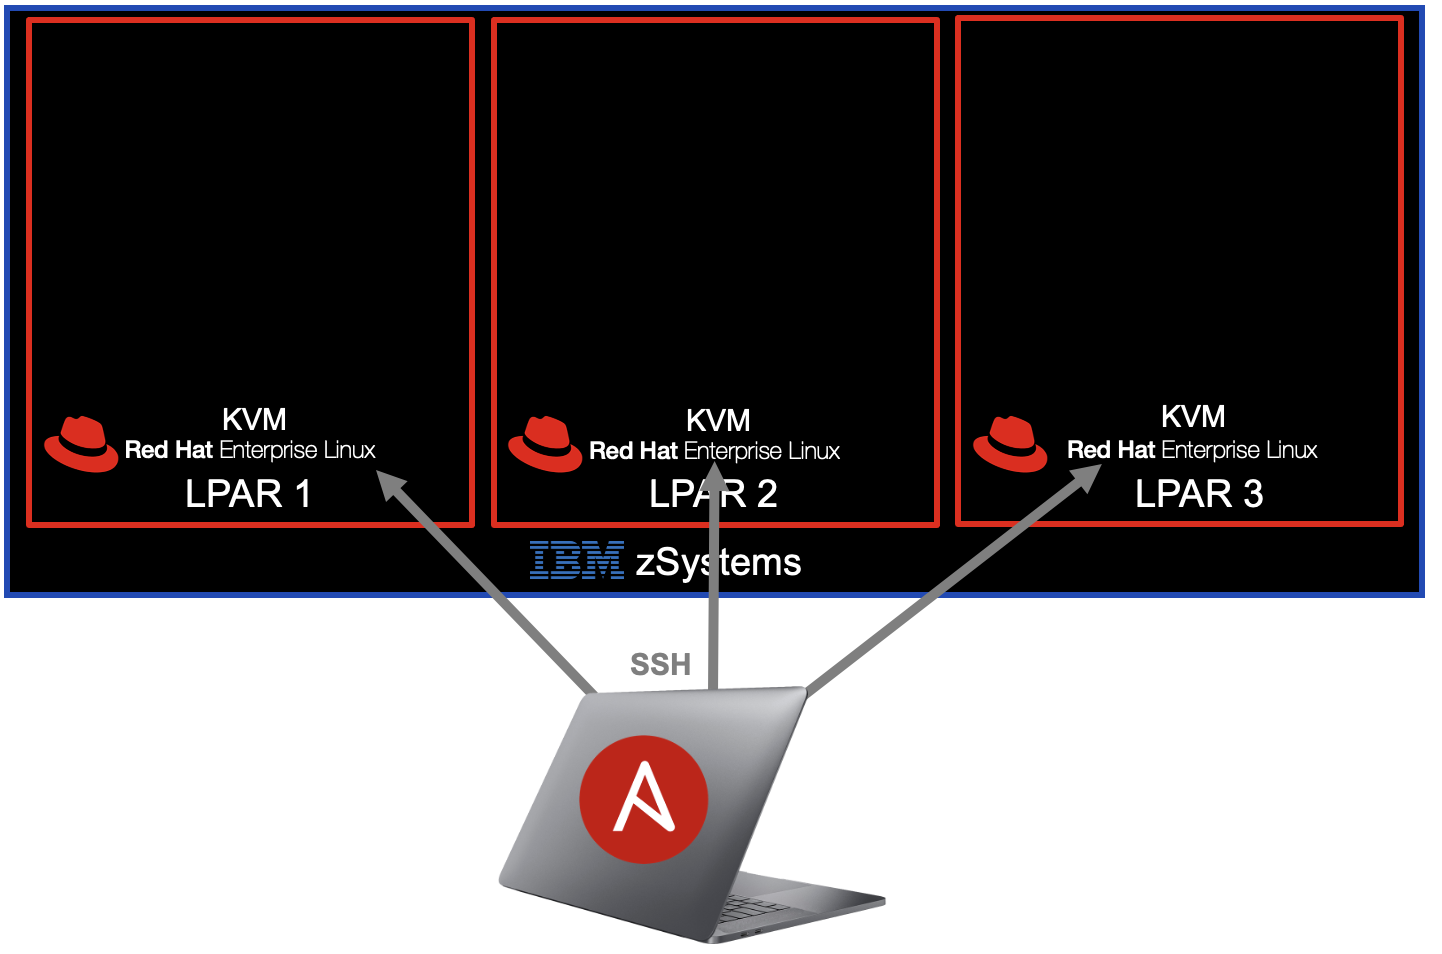 KVM
Red Hat Enterprise Linux
LPAR 1
KVM
Red Hat Enterprise Linux
LPAR 2
KVM
Red Hat Enterprise Linux
LPAR 3
IBM zSystems
SSH